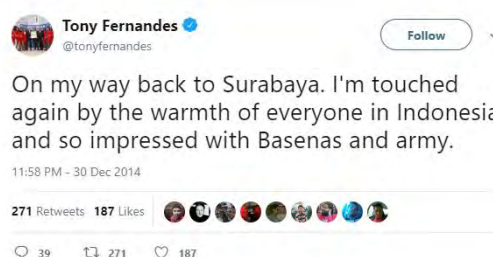 Tony Fernandes
@tonyfernandes
Follow
On my way back to Surabaya. I'm touched
again by the warmth of everyone in Indonesia
and so impressed with Basenas and army.
11:58 PM - 30 Dec 2014
271 Retweets 187 Likes
39 271 187